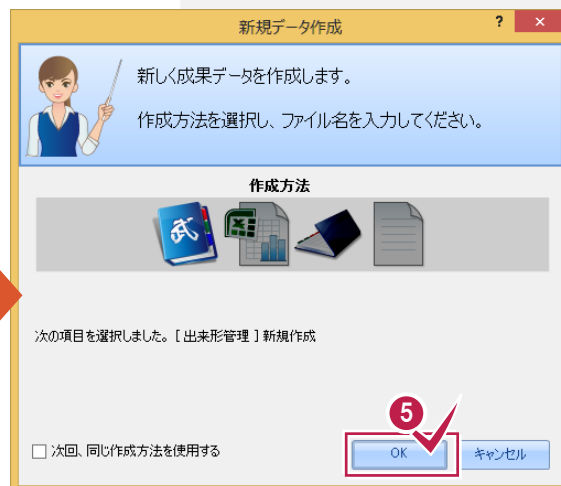 新規データ作成
?
×
新しく成果データを作成します。
作成方法を選択し、ファイル名を入力してください。
作成方法
武
次の項目を選択しました。[ 出来形管理 ] 新規作成
5
次回、同じ作成方法を使用する
OK
キャンセル